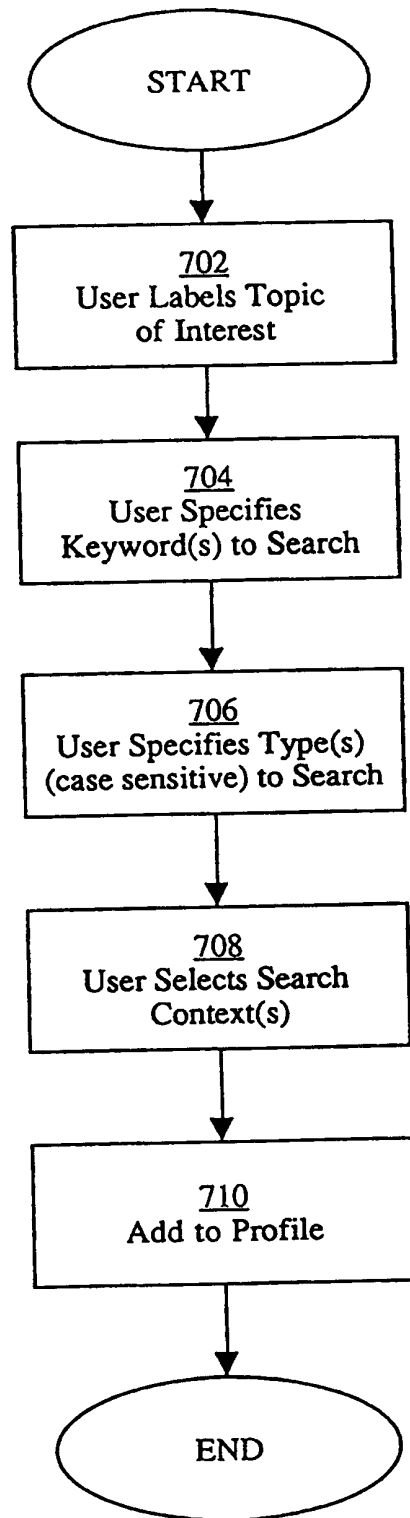 START
702
User Labels Topic
of Interest
704
User Specifies
Keyword(s) to Search
706
User Specifies Type(s)
(case sensitive) to Search
708
User Selects Search
Context(s)
710
Add to Profile
END